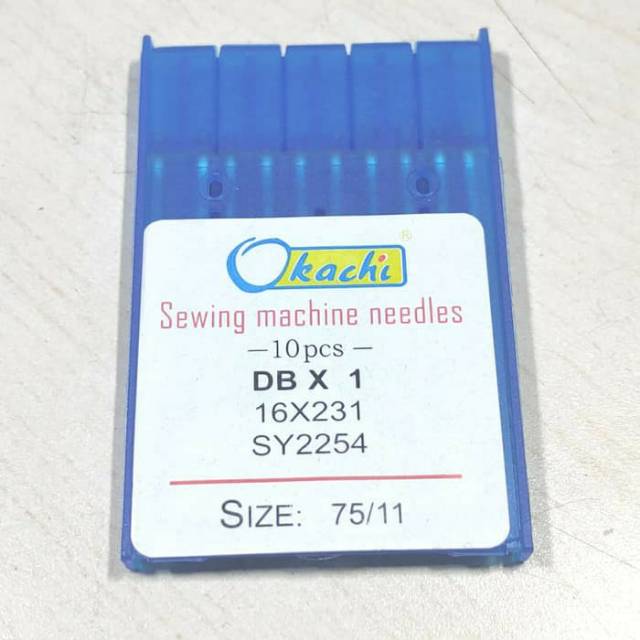 Okachi ®
Sewing machine needles
—10pcs—
DB X 1
16X231
SY2254
SIZE: 75/11